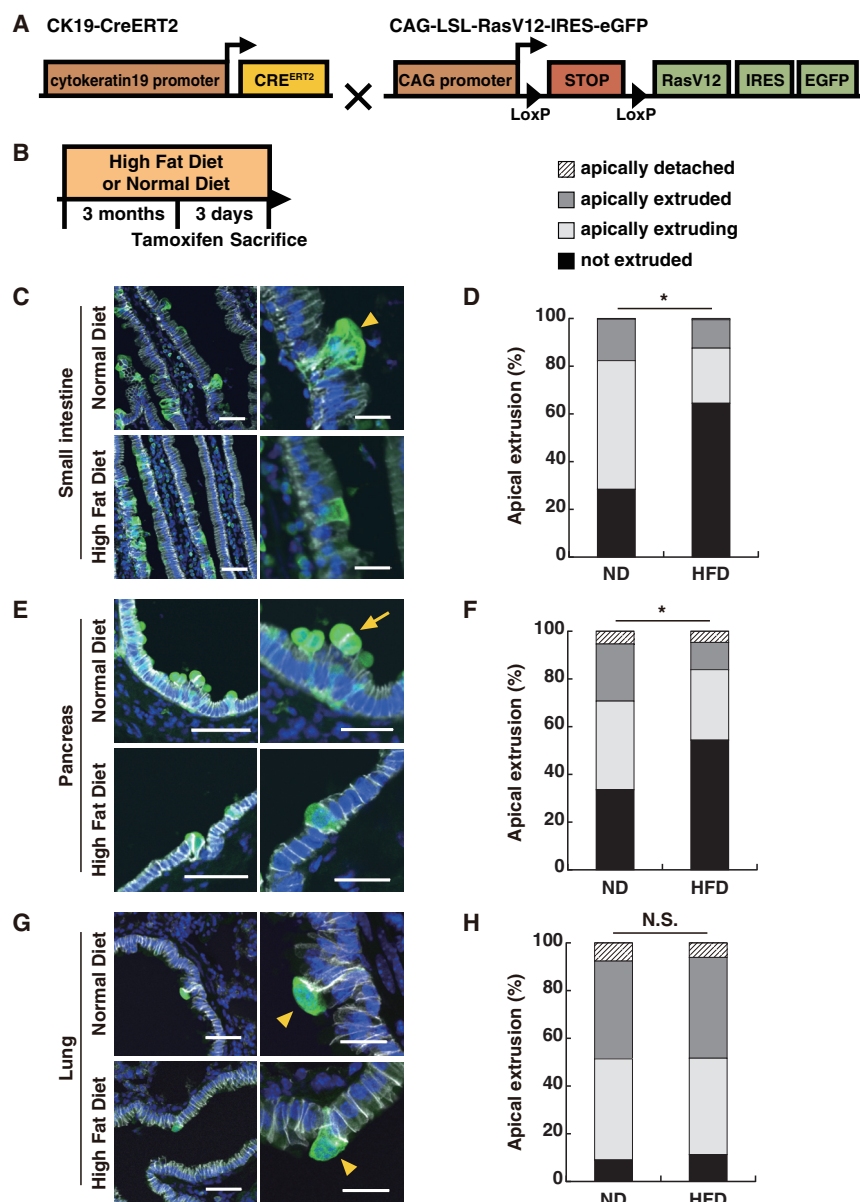 A
CK19-CreERT2
CAG-LSL-RasV12-IRES-eGFP
cytokeratin19 promoter
CRE^ERT2
CAG promoter
STOP
RasV12
IRES
EGFP
LoxP
LoxP
B
High Fat Diet
or Normal Diet
3 months
3 days
Tamoxifen Sacrifice
apically detached
apically extruded
apically extruding
not extruded
C
Small intestine
Normal Diet
High Fat Diet
D
*
Apical extrusion (%)
100
80
60
40
20
0
ND
HFD
E
Pancreas
Normal Diet
High Fat Diet
F
*
Apical extrusion (%)
100
80
60
40
20
0
ND
HFD
G
Lung
Normal Diet
High Fat Diet
H
N.S.
Apical extrusion (%)
100
80
60
40
20
0
ND
HFD